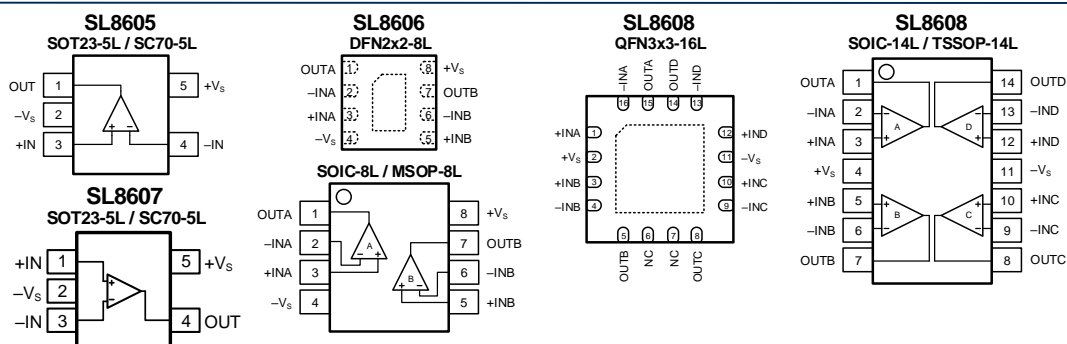 SL8605
SOT23-5L / SC70-5L
OUT 1 5 +VS
–VS 2
+IN 3 4 –IN
+ –
SL8607
SOT23-5L / SC70-5L
+IN 1 5 +VS
–VS 2
–IN 3 4 OUT
+
–
SL8606
DFN2x2-8L
OUTA 1 8 +VS
–INA 2 7 OUTB
+INA 3 6 –INB
–VS 4 5 +INB
SOIC-8L / MSOP-8L
OUTA 1 8 +VS
–INA 2 A 7 OUTB
– +
+INA 3 B 6 –INB
+ –
–VS 4 5 +INB
SL8608
QFN3x3-16L
–INA OUTA OUTD –IND
16 15 14 13
+INA 1 12 +IND
+VS 2 11 –VS
+INB 3 10 +INC
–INB 4 9 –INC
5 6 7 8
OUTB NC NC OUTC
SL8608
SOIC-14L / TSSOP-14L
OUTA 1 14 OUTD
–INA 2 – A D – 13 –IND
+INA 3 + + 12 +IND
+VS 4 11 –VS
+INB 5 + B C + 10 +INC
–INB 6 – – 9 –INC
OUTB 7 8 OUTC